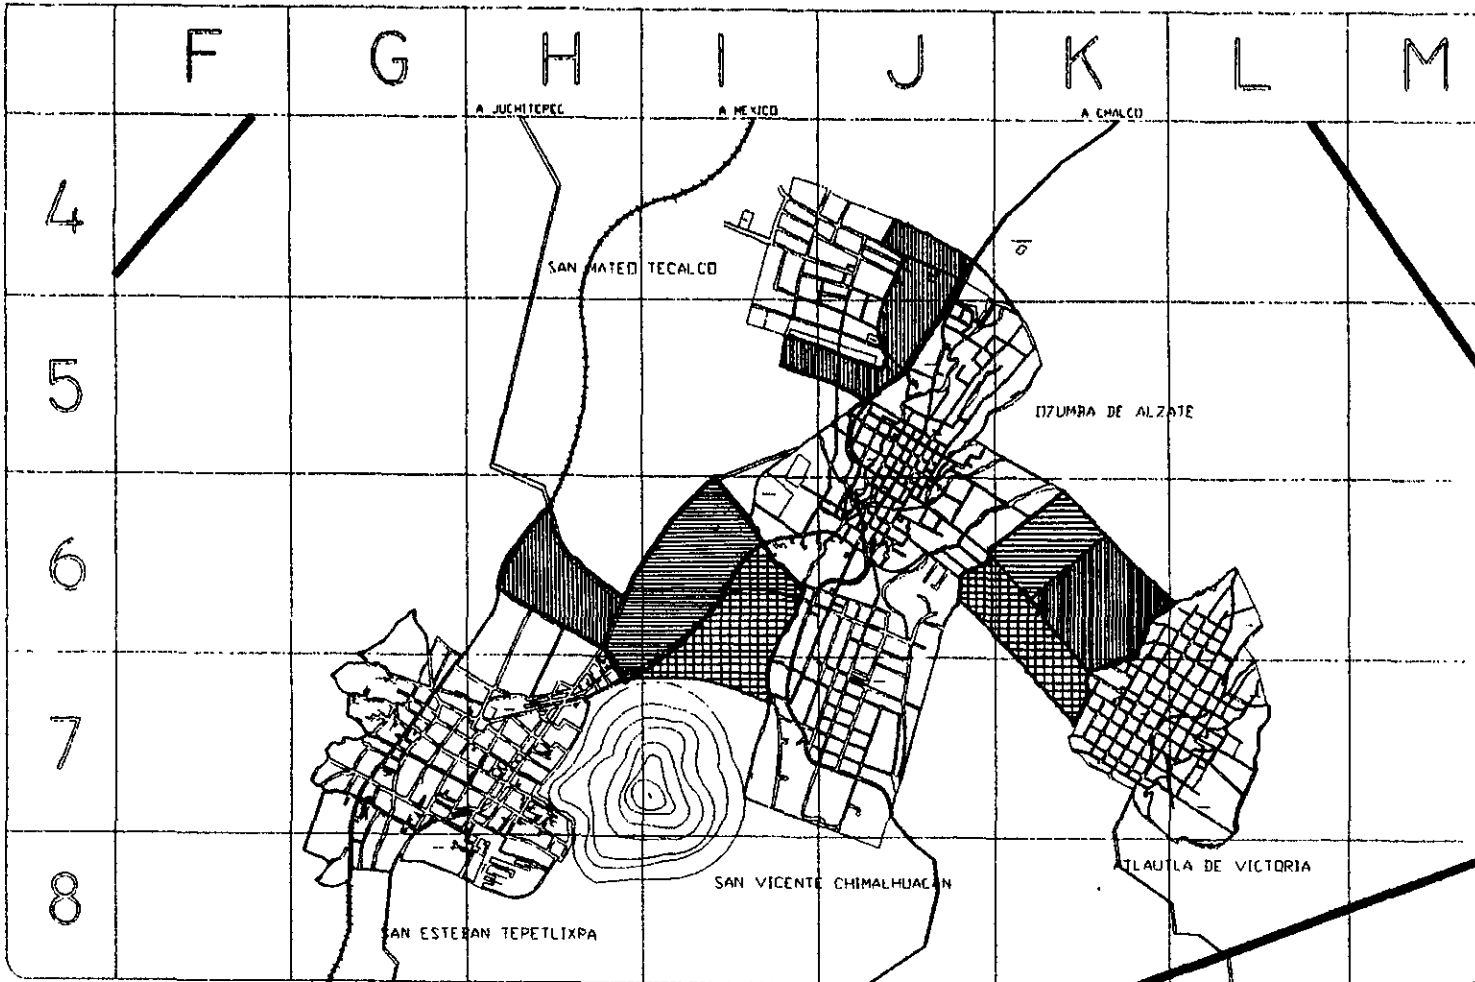 F G H I J K L M
A JUCHITEPEC A MEXICO A CHALCO
4
SAN MATEO TECALCO
5
OZUMBA DE ALZATE
6
7
ATLAUTLA DE VICTORIA
SAN VICENTE CHIMALHUACAN
8
SAN ESTEBAN TEPETLIXPA